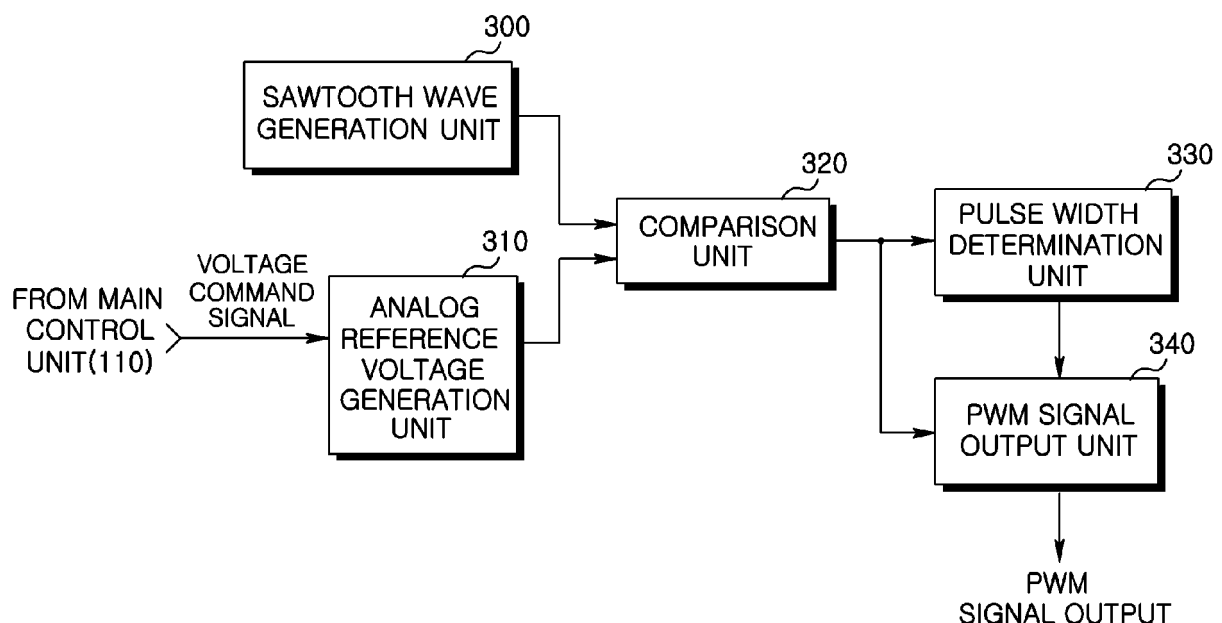 300
SAWTOOTH WAVE
GENERATION UNIT
320
COMPARISON
UNIT
330
PULSE WIDTH
DETERMINATION
UNIT
310
ANALOG
REFERENCE
VOLTAGE
GENERATION
UNIT
VOLTAGE
COMMAND
SIGNAL
FROM MAIN
CONTROL
UNIT(110)
340
PWM SIGNAL
OUTPUT UNIT
PWM
SIGNAL OUTPUT